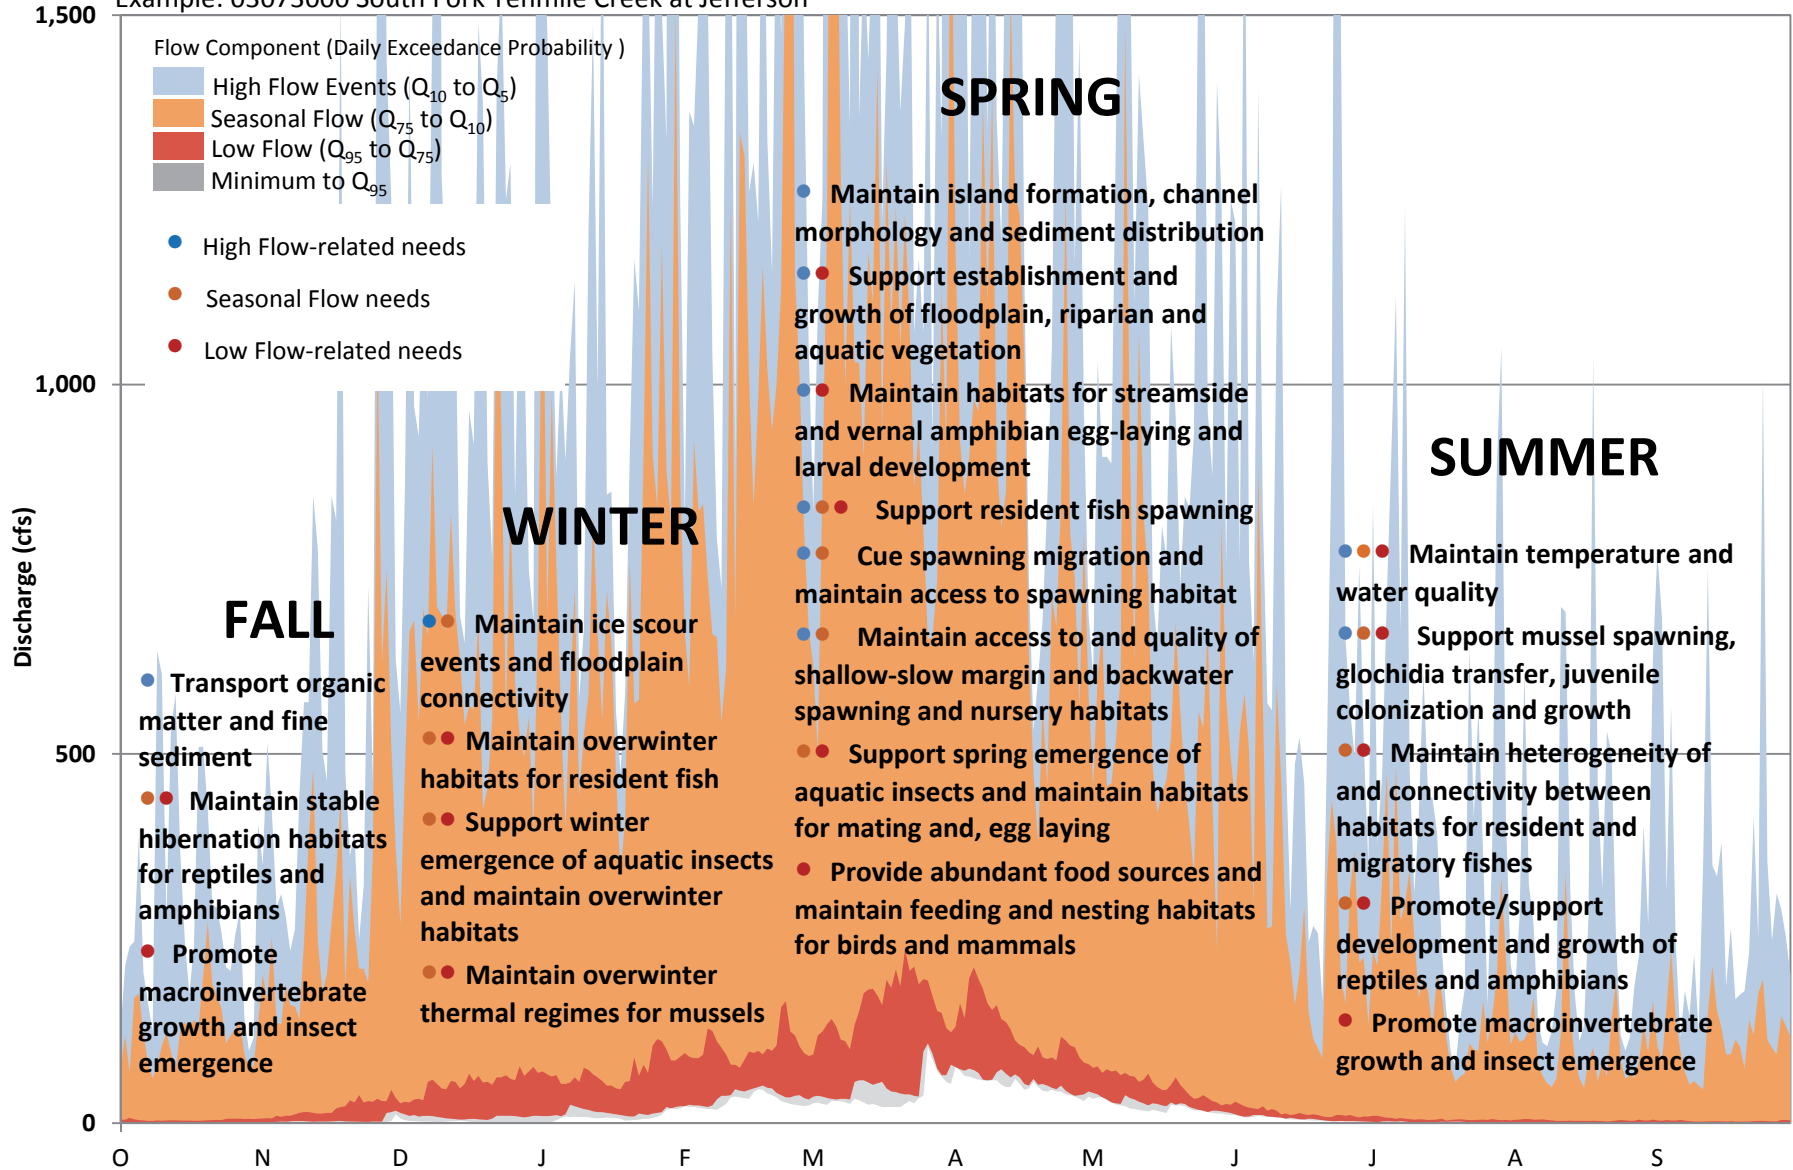 Example: 03073000 South Fork Tenmile Creek at Jefferson
1,500
Flow Component (Daily Exceedance Probability )
High Flow Events (Q10 to Q5)
Seasonal Flow (Q75 to Q10)
Low Flow (Q95 to Q75)
Minimum to Q95
High Flow-related needs
Seasonal Flow needs
Low Flow-related needs
1,000
500
0
Discharge (cfs)
FALL
Transport organic
matter and fine
sediment
Maintain stable
hibernation habitats
for reptiles and
amphibians
Promote
macroinvertebrate
growth and insect
emergence
WINTER
Maintain ice scour
events and floodplain
connectivity
Maintain overwinter
habitats for resident fish
Support winter
emergence of aquatic insects
and maintain overwinter
habitats
Maintain overwinter
thermal regimes for mussels
SPRING
Maintain island formation, channel
morphology and sediment distribution
Support establishment and
growth of floodplain, riparian and
aquatic vegetation
Maintain habitats for streamside
and vernal amphibian egg-laying and
larval development
Support resident fish spawning
Cue spawning migration and
maintain access to spawning habitat
Maintain access to and quality of
shallow-slow margin and backwater
spawning and nursery habitats
Support spring emergence of
aquatic insects and maintain habitats
for mating and, egg laying
Provide abundant food sources and
maintain feeding and nesting habitats
for birds and mammals
SUMMER
Maintain temperature and
water quality
Support mussel spawning,
glochidia transfer, juvenile
colonization and growth
Maintain heterogeneity of
and connectivity between
habitats for resident and
migratory fishes
Promote/support
development and growth of
reptiles and amphibians
Promote macroinvertebrate
growth and insect emergence
O N D J F M A M J J A S